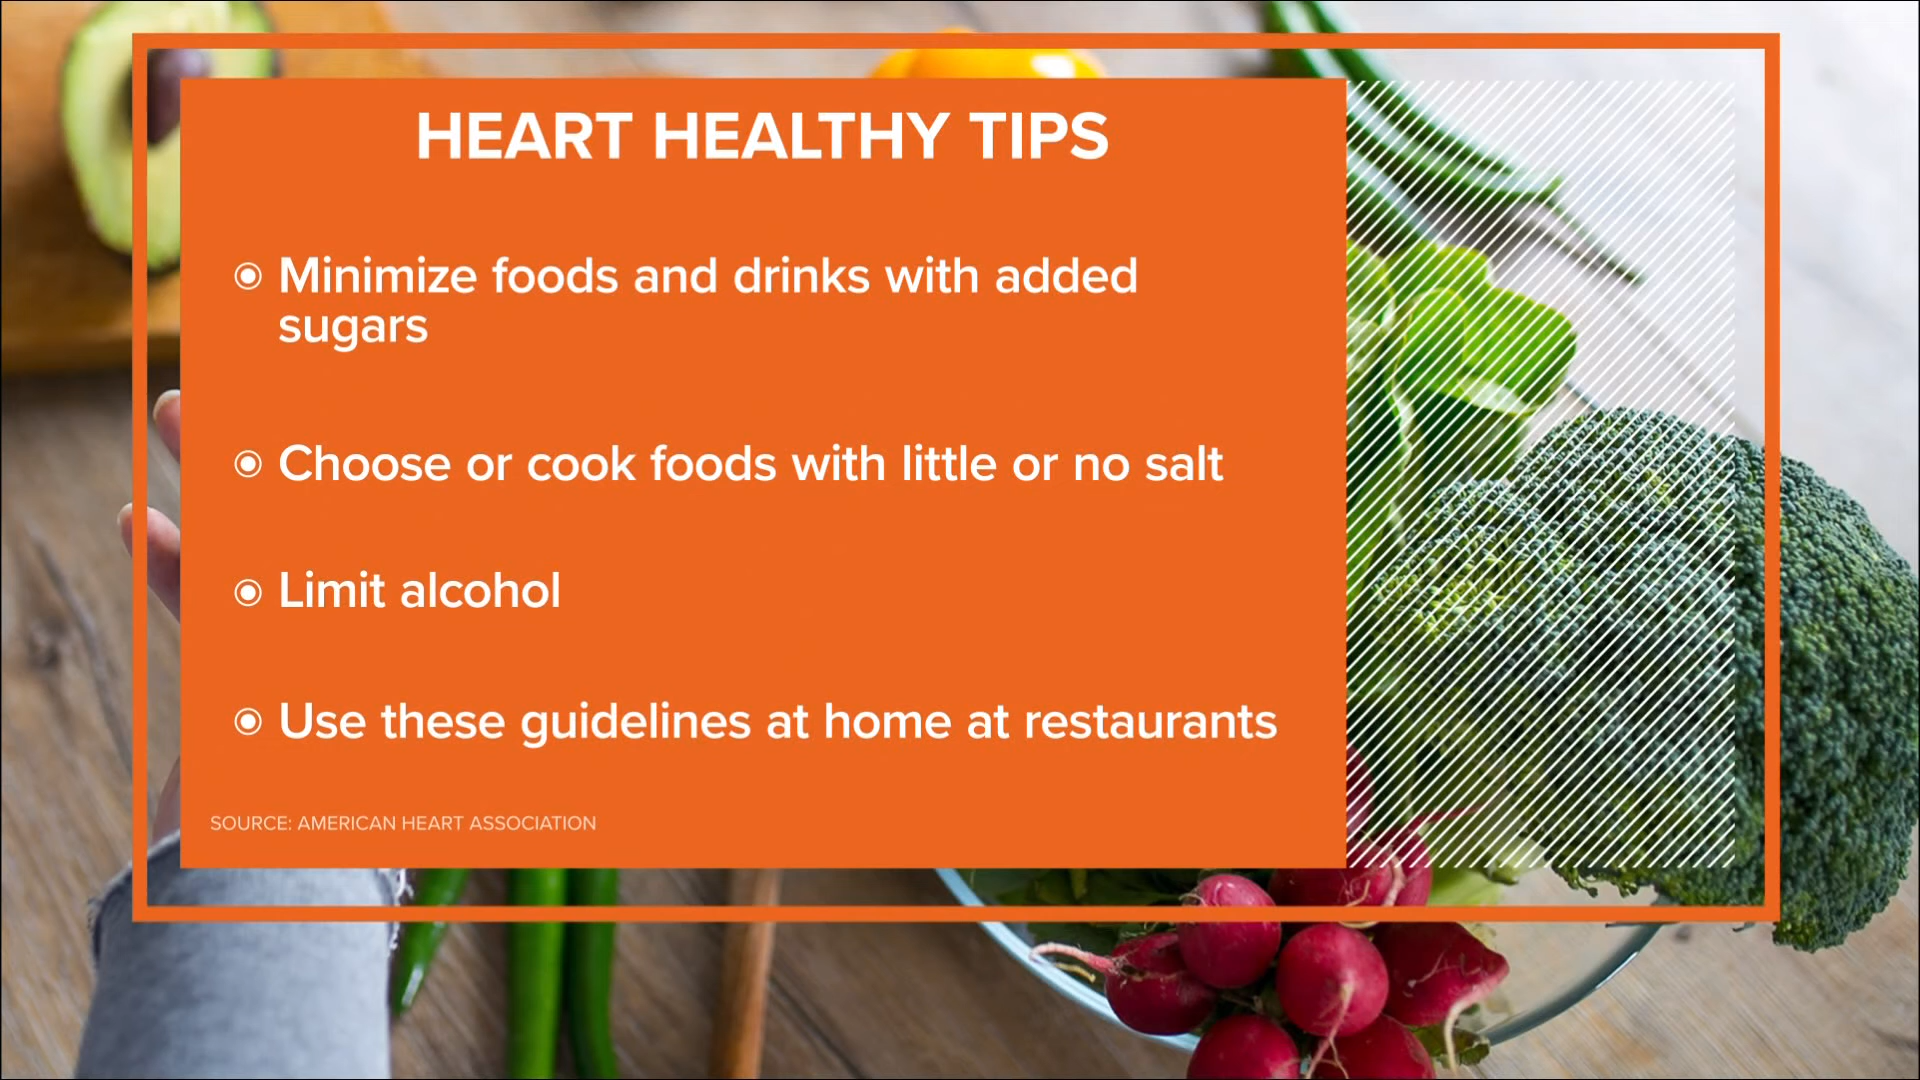 HEART HEALTHY TIPS
Minimize foods and drinks with added
sugars
Choose or cook foods with little or no salt
Limit alcohol
Use these guidelines at home at restaurants
SOURCE: AMERICAN HEART ASSOCIATION